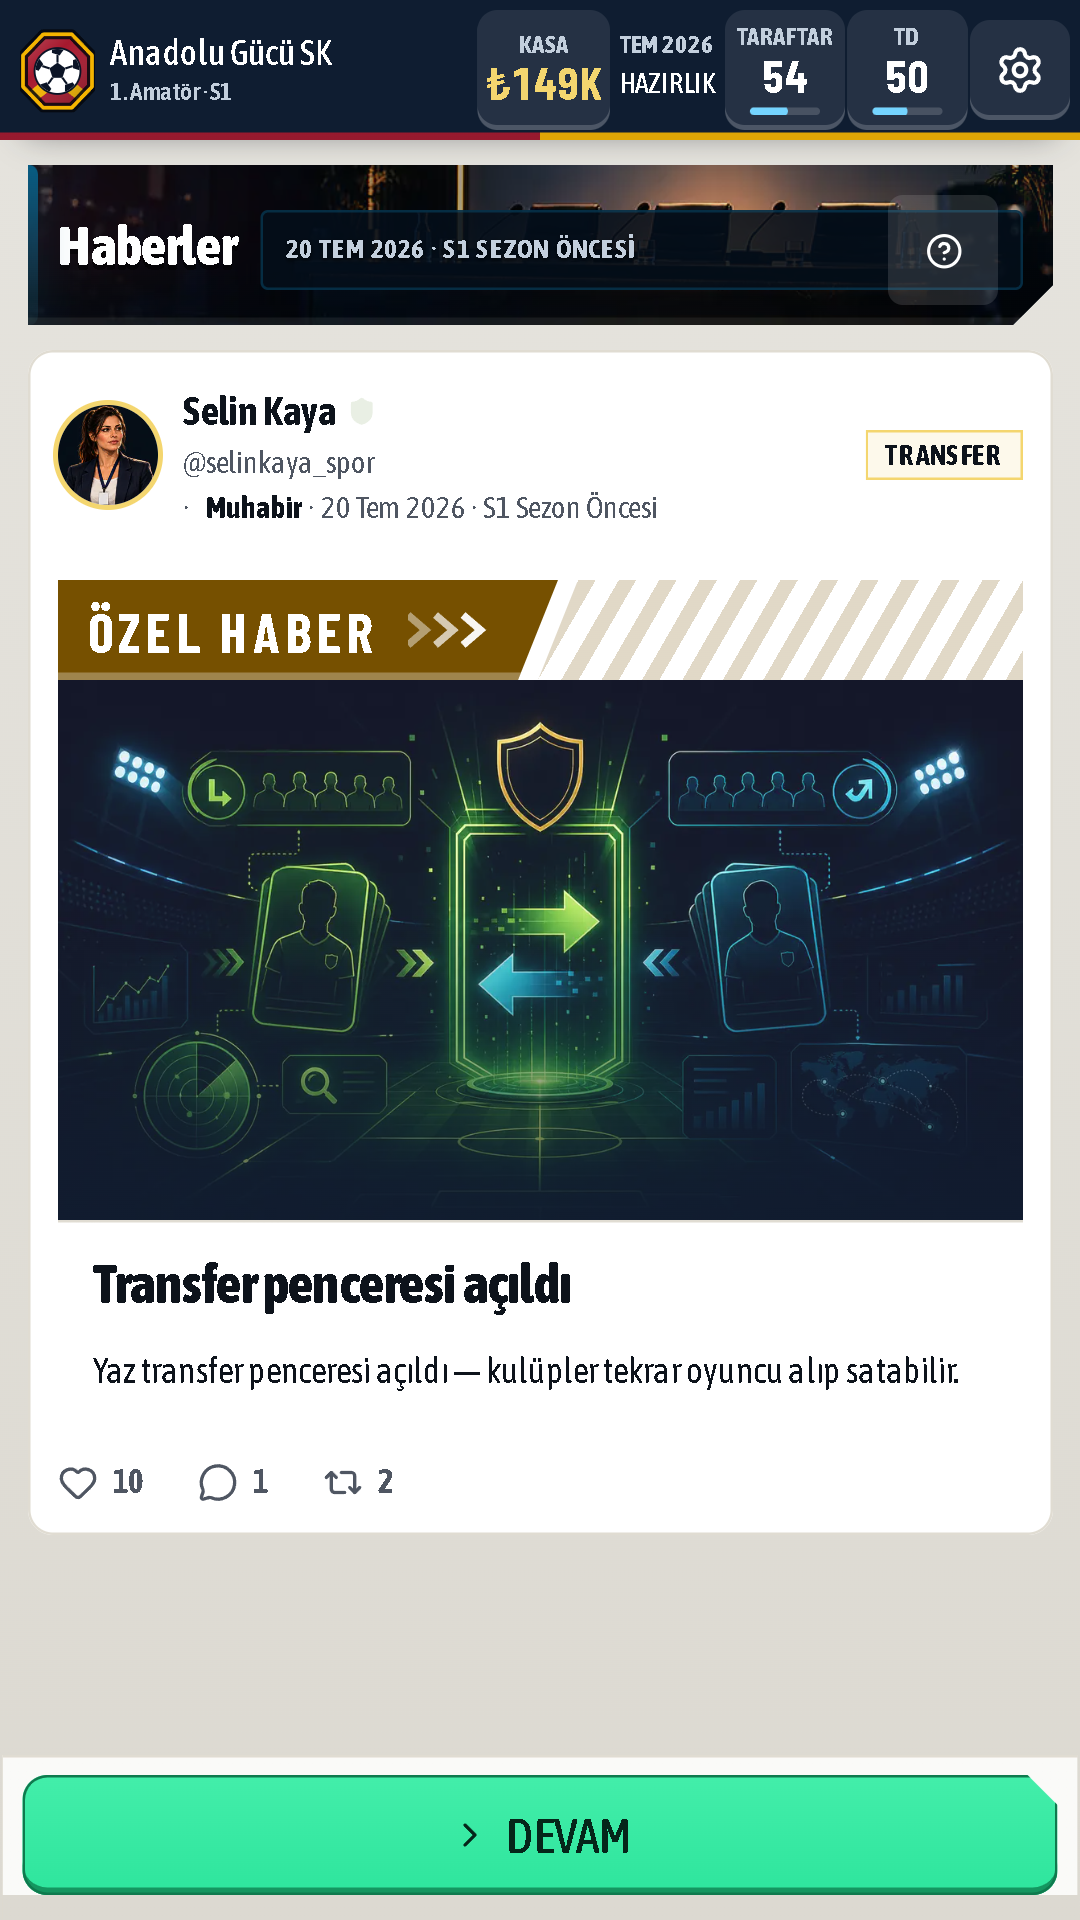 Anadolu Gücü SK
1.Amatör·S1
KASA
₺149K
TEM 2026
HAZIRLIK
TARAFTAR
54
TD
50
Haberler
20 TEM 2026 · S1 SEZON ÖNCESİ
Selin Kaya
@selinkaya_spor
· Muhabir · 20 Tem 2026 · S1 Sezon Öncesi
TRANSFER
ÖZEL HABER
Transfer penceresi açıldı
Yaz transfer penceresi açıldı — kulüpler tekrar oyuncu alıp satabilir.
10
1
2
DEVAM